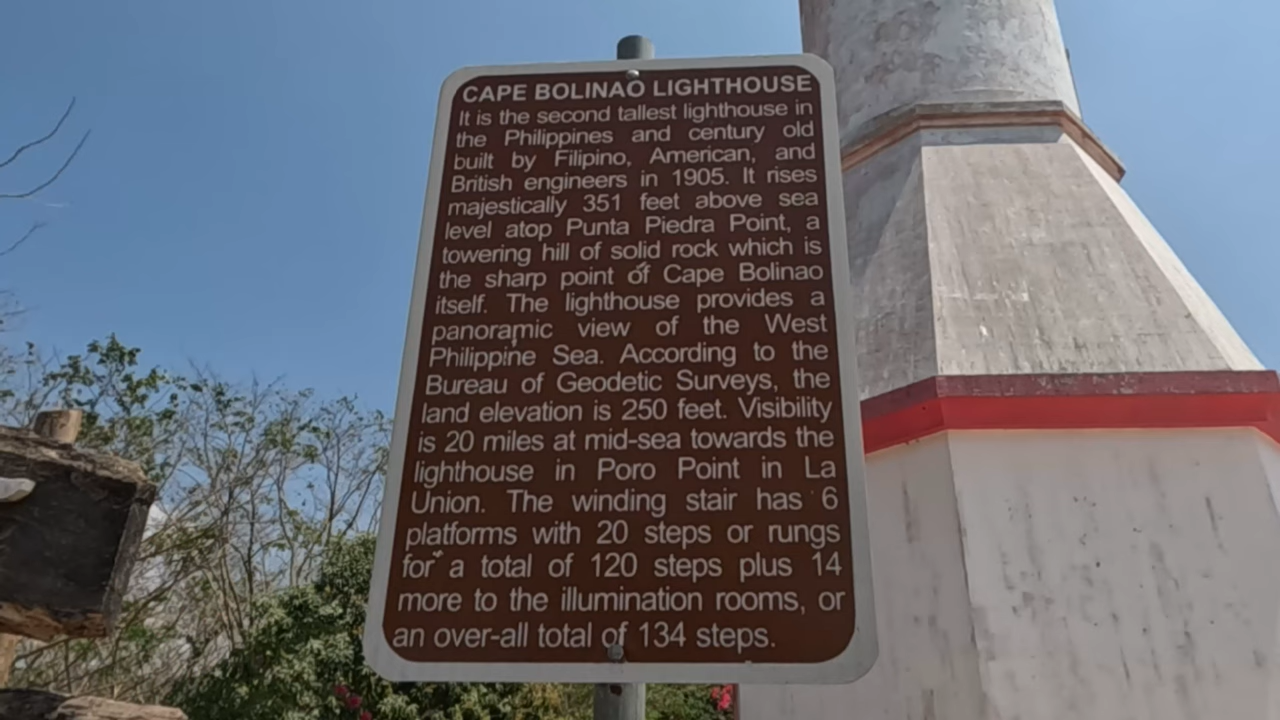 CAPE BOLINAO LIGHTHOUSE
It is the second tallest lighthouse in
the Philippines and century old
built by Filipino, American, and
British engineers in 1905. It rises
majestically 351 feet above sea
level atop Punta Piedra Point, a
towering hill of solid rock which is
the sharp point of Cape Bolinao
itself. The lighthouse provides a
panoramic view of the West
Philippine Sea. According to the
Bureau of Geodetic Surveys, the
land elevation is 250 feet. Visibility
is 20 miles at mid-sea towards the
lighthouse in Poro Point in La
Union. The winding stair has 6
platforms with 20 steps or rungs
for a total of 120 steps plus 14
more to the illumination rooms, or
an over-all total of 134 steps.